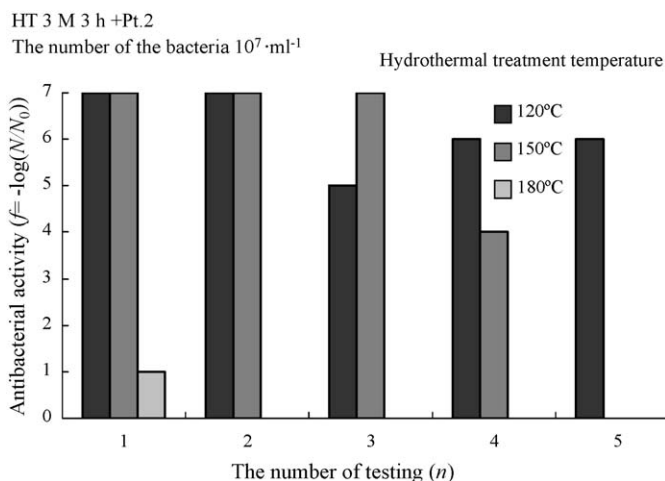 HT 3 M 3 h +Pt.2
The number of the bacteria 10⁷·ml⁻¹
Hydrothermal treatment temperature
120ºC
150ºC
180ºC
Antibacterial activity (f= -log(N/N₀))
7
6
5
4
3
2
1
0
1 2 3 4 5
The number of testing (n)